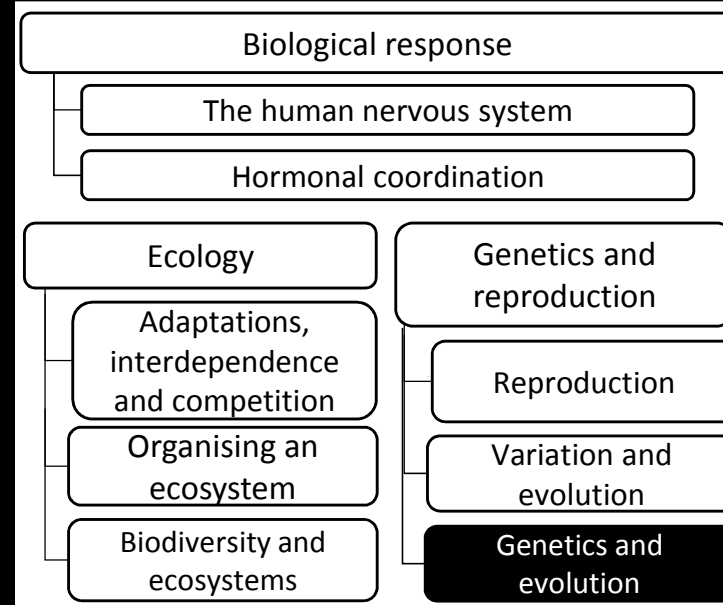 Biological response
The human nervous system
Hormonal coordination
Ecology
Adaptations,
interdependence
and competition
Organising an
ecosystem
Biodiversity and
ecosystems
Genetics and
reproduction
Reproduction
Variation and
evolution
Genetics and
evolution